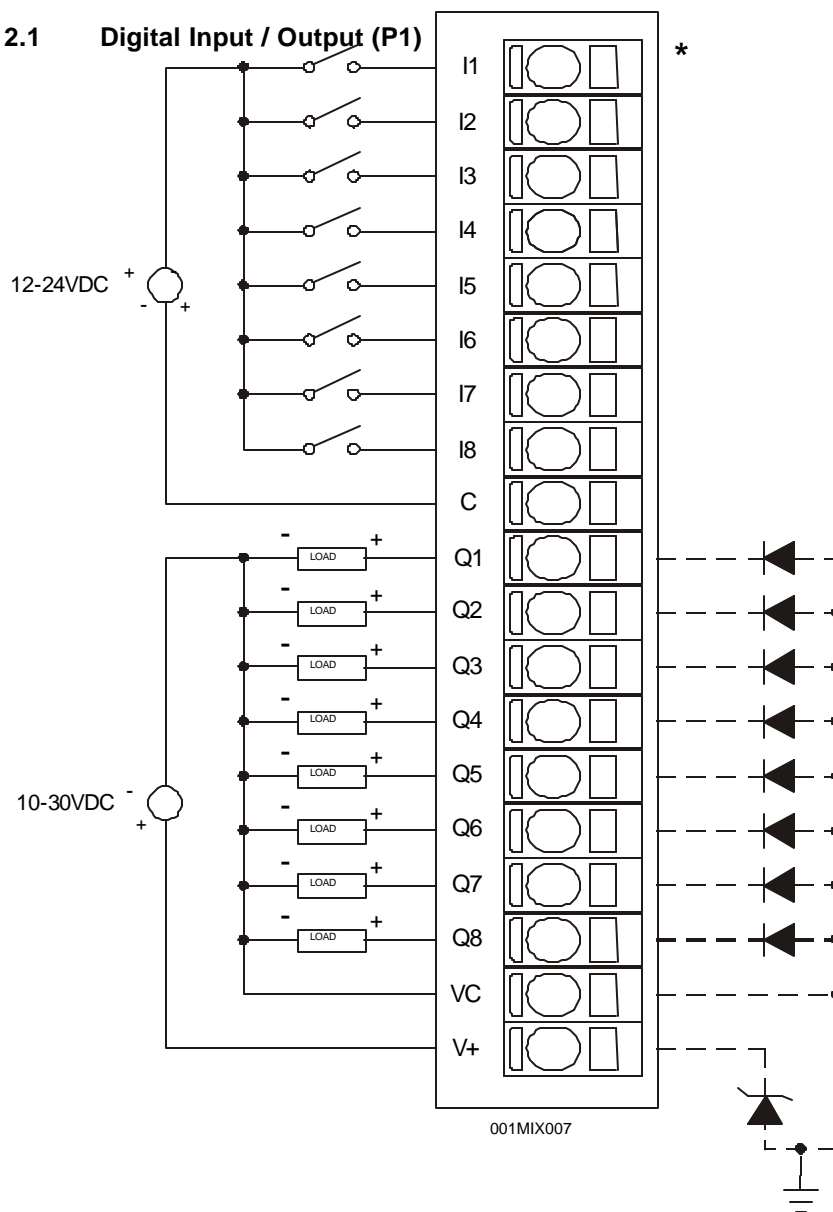 2.1 Digital Input / Output (P1)
*
I1
I2
I3
I4
12-24VDC + - +
I5
I6
I7
I8
C
- LOAD + Q1
- LOAD + Q2
- LOAD + Q3
- LOAD + Q4
- LOAD + Q5
10-30VDC - +
- LOAD + Q6
- LOAD + Q7
- LOAD + Q8
VC
V+
001MIX007